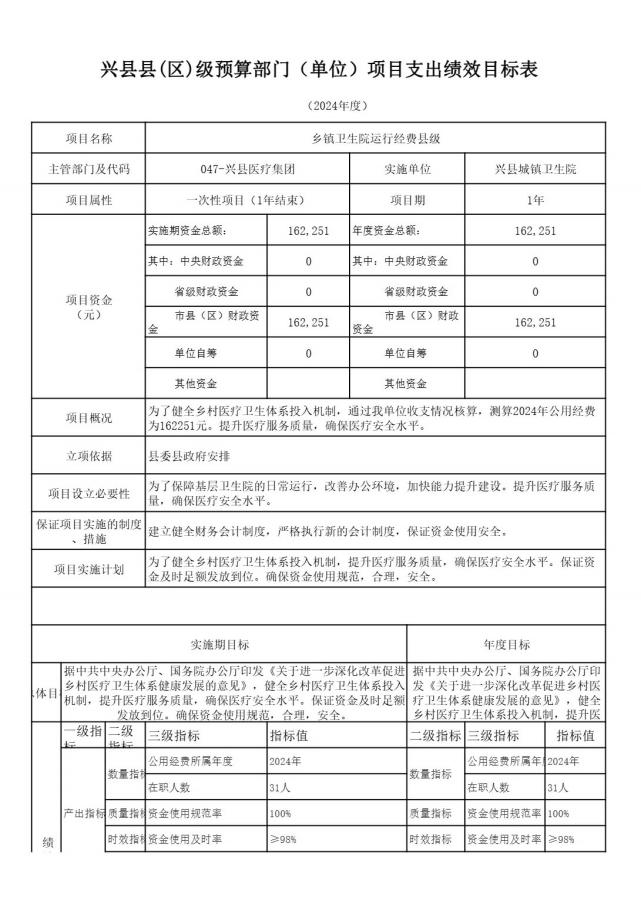 兴县县(区)级预算部门（单位）项目支出绩效目标表
（2024年度）
项目名称 乡镇卫生院运行经费县级
主管部门及代码 047-兴县医疗集团 实施单位 兴县城镇卫生院
项目属性 一次性项目（1年结束） 项目期 1年
项目资金
（元）
实施期资金总额： 162,251 年度资金总额： 162,251
其中：中央财政资金 0 其中：中央财政资金 0
省级财政资金 0 省级财政资金 0
市县（区）财政资
金 162,251 市县（区）财政
资金 162,251
单位自筹 0 单位自筹 0
其他资金 其他资金
项目概况 为了健全乡村医疗卫生体系投入机制，通过我单位收支情况核算，测算2024年公用经费
为162251元。提升医疗服务质量，确保医疗安全水平。
立项依据 县委县政府安排
项目设立必要性 为了保障基层卫生院的日常运行，改善办公环境，加快能力提升建设。提升医疗服务质
量，确保医疗安全水平。
保证项目实施的制度
、措施 建立健全财务会计制度，严格执行新的会计制度，保证资金使用安全。
项目实施计划 为了健全乡村医疗卫生体系投入机制，提升医疗服务质量，确保医疗安全水平。保证资
金及时足额发放到位。确保资金使用规范，合理，安全。
实施期目标 年度目标
体目
据中共中央办公厅、国务院办公厅印发《关于进一步深化改革促进
乡村医疗卫生体系健康发展的意见》，健全乡村医疗卫生体系投入
机制，提升医疗服务质量，确保医疗安全水平。保证资金及时足额
发放到位。确保资金使用规范，合理，安全。
据中共中央办公厅、国务院办公厅印
发《关于进一步深化改革促进乡村医
疗卫生体系健康发展的意见》，健全
乡村医疗卫生体系投入机制，提升医
一级指
标 二级
指标 三级指标 指标值 二级指标 三级指标 指标值
绩
产出指标
数量指标 公用经费所属年度 2024年 数量指标 公用经费所属年 2024年
在职人数 31人 在职人数 31人
质量指标 资金使用规范率 100% 质量指标 资金使用规范率 100%
时效指标 资金使用及时率 ≥98% 时效指标 资金使用及时率 ≥98%